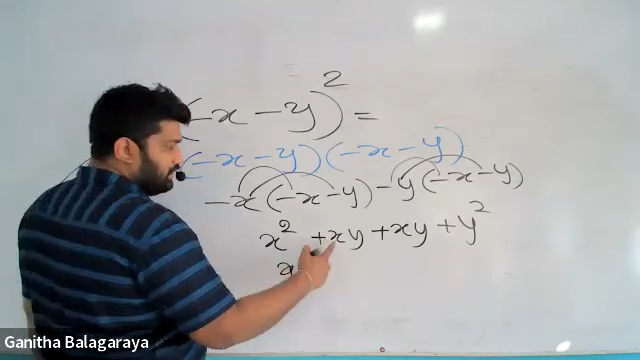 (-x - y)² =
(-x - y)(-x - y)
-x(-x - y) - y(-x - y)
x² + xy + xy + y²
x
Ganitha Balagaraya